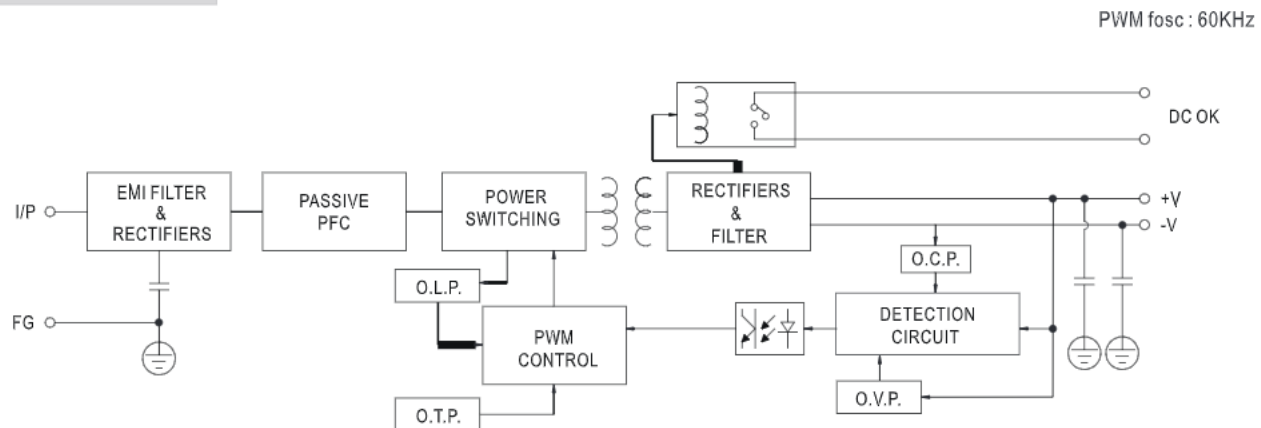 PWM fosc : 60KHz
DC OK
EMI FILTER
&
RECTIFIERS
PASSIVE
PFC
POWER
SWITCHING
RECTIFIERS
&
FILTER
I/P
+V
-V
O.C.P.
O.L.P.
FG
PWM
CONTROL
DETECTION
CIRCUIT
O.T.P.
O.V.P.